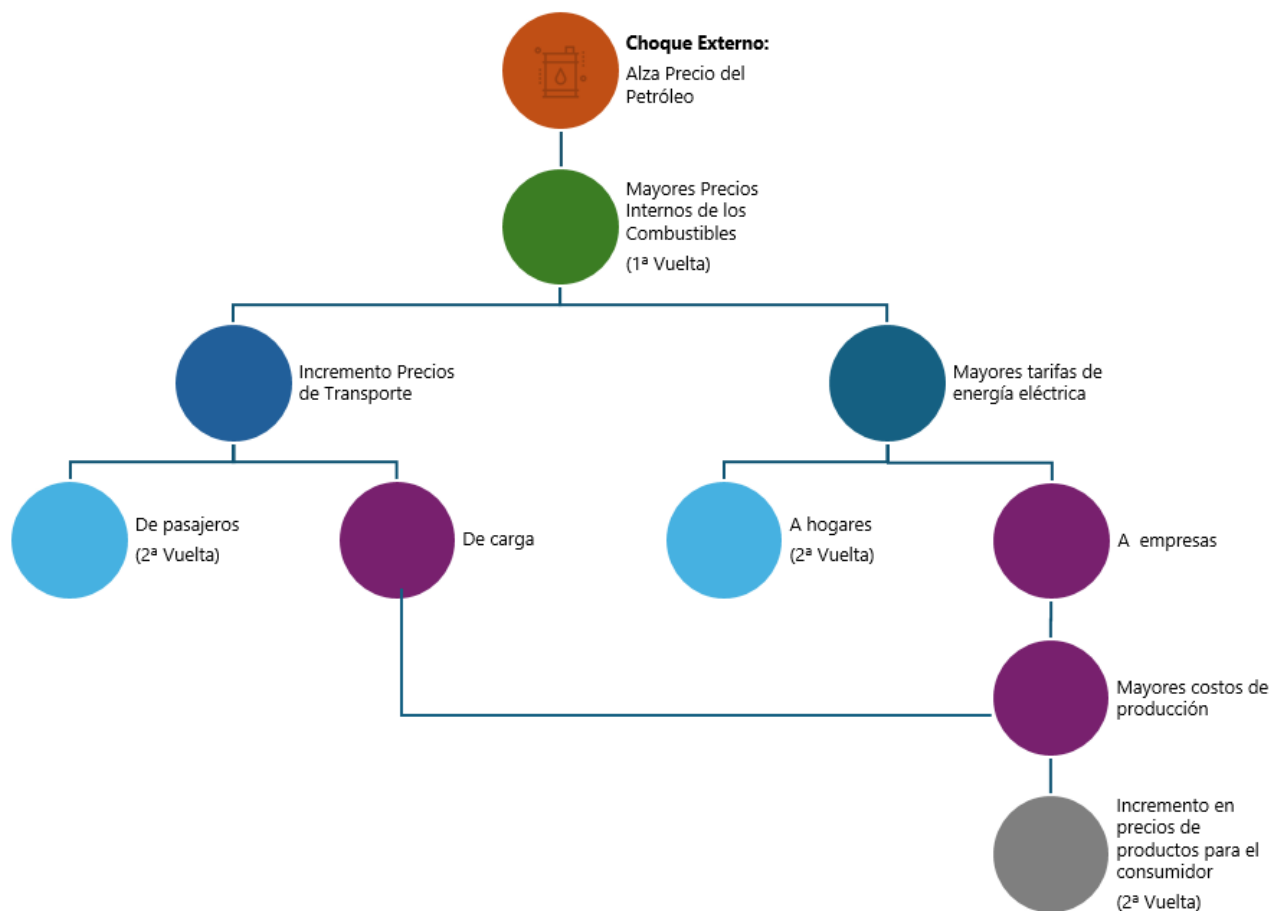 Choque Externo:
Alza Precio del
Petróleo
Mayores Precios
Internos de los
Combustibles
(1ª Vuelta)
Incremento Precios
de Transporte
Mayores tarifas de
energía eléctrica
De pasajeros
(2ª Vuelta)
De carga
A hogares
(2ª Vuelta)
A empresas
Mayores costos de
producción
Incremento en
precios de
productos para el
consumidor
(2ª Vuelta)